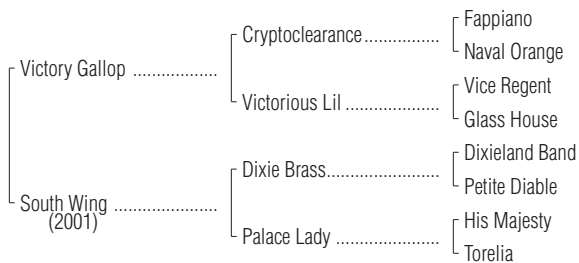 Fappiano
Cryptoclearance..................
Naval Orange
Victory Gallop ..................
Vice Regent
Victorious Lil ......................
Glass House
Dixieland Band
Dixie Brass...........................
Petite Diable
South Wing ......................
(2001)
His Majesty
Palace Lady ........................
Torelia